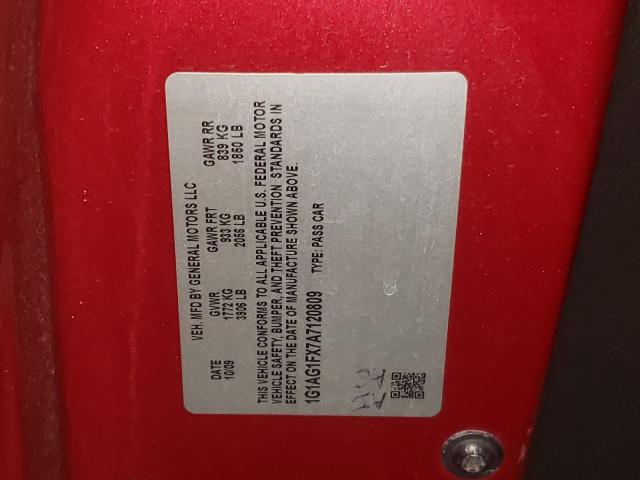 VEH. MFD BY GENERAL MOTORS LLC
DATE GVWR GAWR FRT GAWR RR
10/09 1772 KG 933 KG 839 KG
3906 LB 2066 LB 1850 LB
THIS VEHICLE CONFORMS TO ALL APPLICABLE U.S. FEDERAL MOTOR
VEHICLE SAFETY, BUMPER, AND THEFT PREVENTION STANDARDS IN
EFFECT ON THE DATE OF MANUFACTURE SHOWN ABOVE.
1G1AG1FX7A7120809 TYPE: PASS CAR